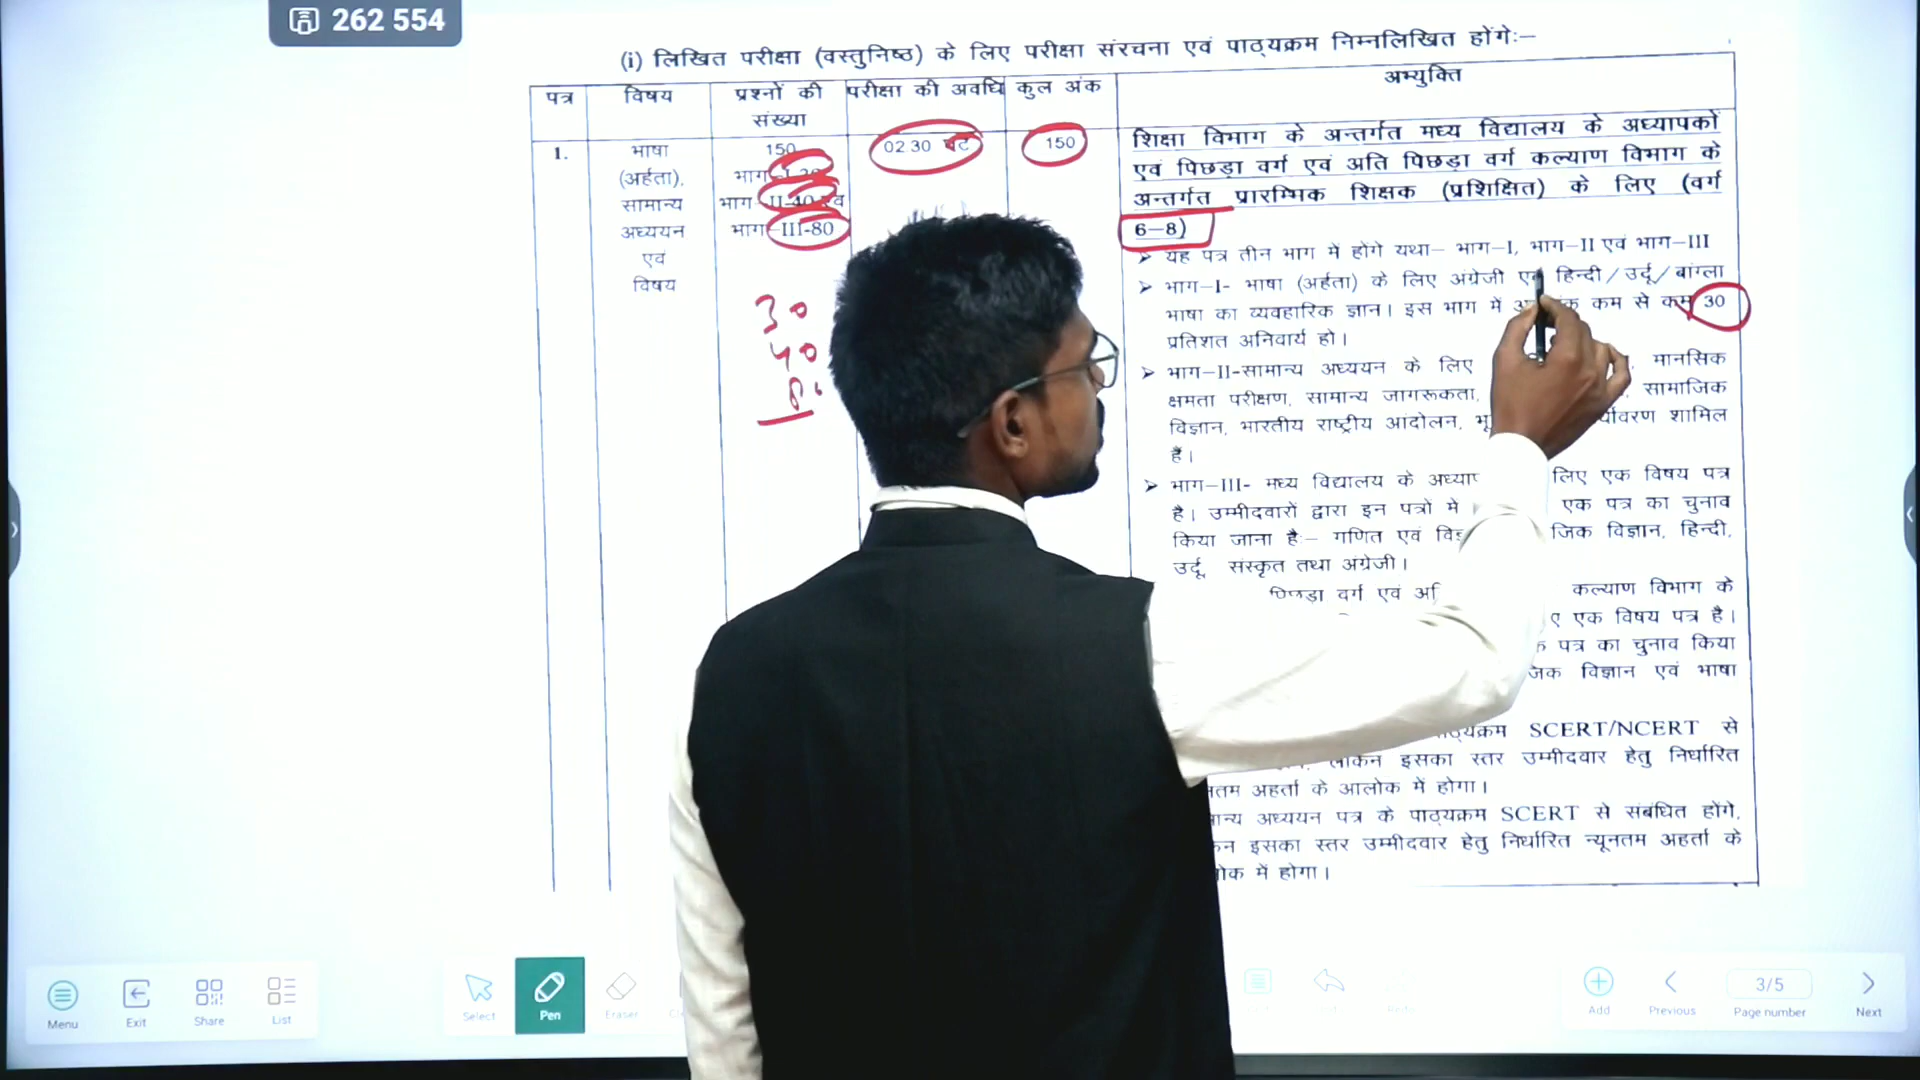 262 554
(i) लिखित परीक्षा (वस्तुनिष्ठ) के लिए परीक्षा संरचना एवं पाठ्यक्रम निम्नलिखित होंगे:–
पत्र विषय प्रश्नों की संख्या परीक्षा की अवधि कुल अंक अभ्युक्ति
1.
भाषा
(अर्हता),
सामान्य
अध्ययन
एवं
विषय
150
भाग
भाग-II-40
भाग-III-80
30
40
02.30
150
शिक्षा विभाग के अन्तर्गत मध्य विद्यालय के अध्यापकों
एवं पिछड़ा वर्ग एवं अति पिछड़ा वर्ग कल्याण विभाग के
अन्तर्गत प्रारम्भिक शिक्षक (प्रशिक्षित) के लिए (वर्ग
6–8)
➢ यह पत्र तीन भाग में होंगे यथा– भाग–I, भाग–II एवं भाग–III
➢ भाग–I- भाषा (अर्हता) के लिए अंग्रेजी हिन्दी/उर्दू/बांग्ला
भाषा का व्यवहारिक ज्ञान। इस भाग में कम से कम 30
प्रतिशत अनिवार्य हो।
➢ भाग–II-सामान्य अध्ययन के लिए मानसिक
क्षमता परीक्षण, सामान्य जागरूकता, सामाजिक
विज्ञान, भारतीय राष्ट्रीय आंदोलन, शामिल
हैं।
➢ भाग–III- मध्य विद्यालय के लिए एक विषय पत्र
है। उम्मीदवारों द्वारा इन पत्रों में एक पत्र का चुनाव
किया जाना है:– गणित एवं विज्ञान, हिन्दी,
उर्दू, संस्कृत तथा अंग्रेजी।
वर्ग एवं कल्याण विभाग के
एक विषय पत्र है।
पत्र का चुनाव किया
विज्ञान एवं भाषा
SCERT/NCERT से
इसका स्तर उम्मीदवार हेतु निर्धारित
अहर्ता के आलोक में होगा।
अध्ययन पत्र के पाठ्यक्रम SCERT से संबंधित होंगे,
इसका स्तर उम्मीदवार हेतु निर्धारित न्यूनतम अहर्ता के
में होगा।
Menu Exit Share List Select Pen Eraser Add Previous 3/5 Page number Next